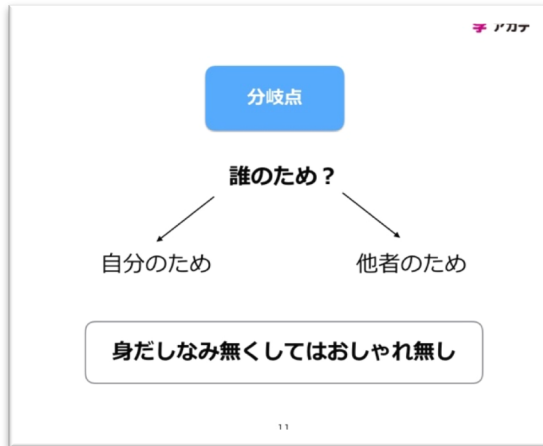 分岐点
誰のため？
自分のため
他者のため
身だしなみ無くしてはおしゃれ無し
11